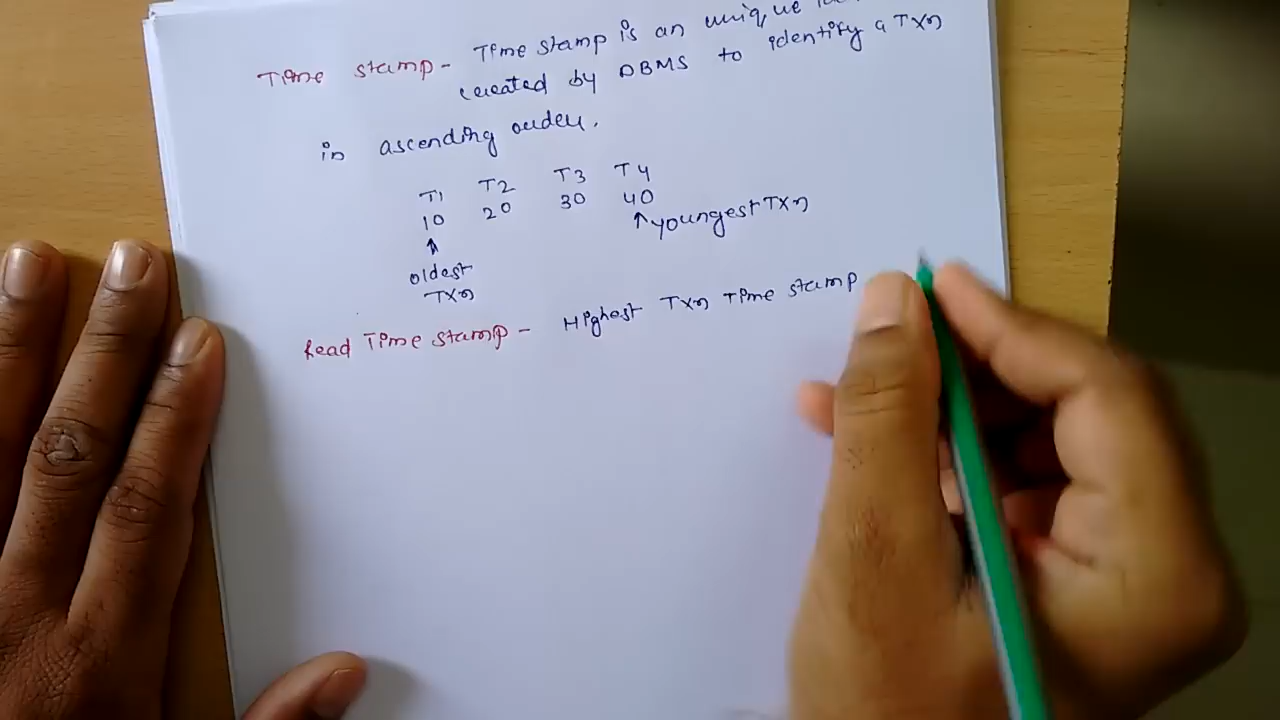 Time stamp - Time stamp is an unique
created by DBMS to identify a Txn
in ascending order.
T1 T2 T3 T4
10 20 30 40
↑ ↑ youngest Txn
oldest
Txn
Read Time stamp - Highest Txn Time stamp